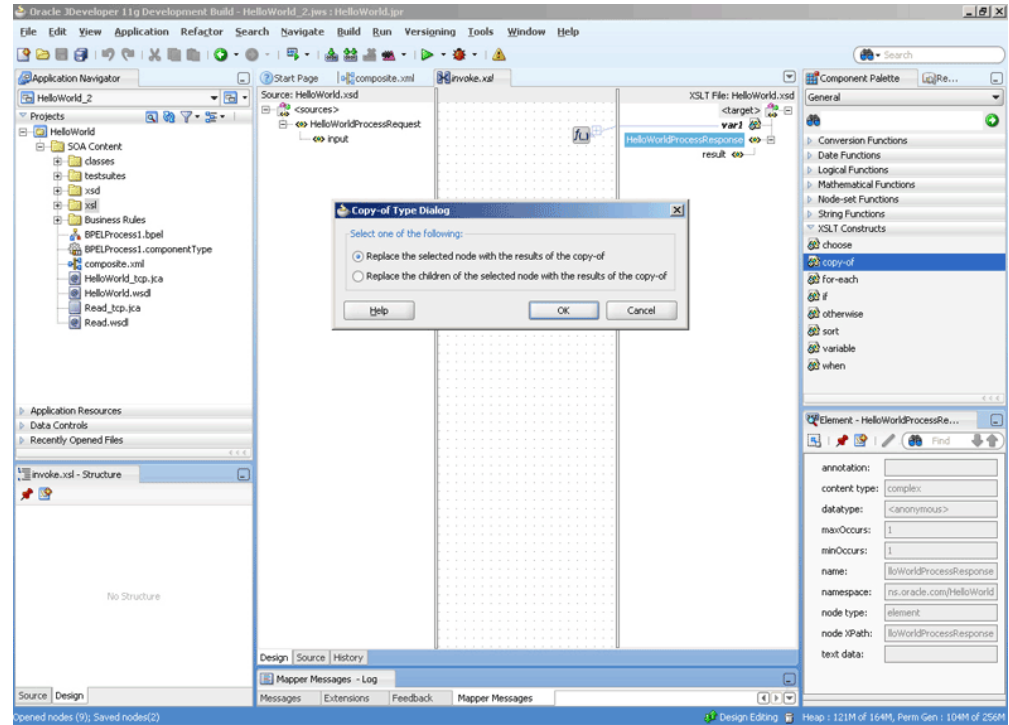 Oracle JDeveloper 11g Development Build - HelloWorld_2.jws : HelloWorld.jpr
File Edit View Application Refactor Search Navigate Build Run Versioning Tools Window Help
Search
Application Navigator
HelloWorld_2
Projects
HelloWorld
SOA Content
classes
testsuites
xsd
xsl
Business Rules
BPELProcess1.bpel
BPELProcess1.componentType
composite.xml
HelloWorld_tcp.jca
HelloWorld.wsdl
Read_tcp.jca
Read.wsdl
Application Resources
Data Controls
Recently Opened Files
invoke.xsl - Structure
No Structure
Source Design
Start Page composite.xml invoke.xsl
Source: HelloWorld.xsd XSLT File: HelloWorld.xsd
<sources>
HelloWorldProcessRequest
input
<target>
var1
HelloWorldProcessResponse
result
Copy-of Type Dialog
Select one of the following:
Replace the selected node with the results of the copy-of
Replace the children of the selected node with the results of the copy-of
Help OK Cancel
Design Source History
Mapper Messages - Log
Messages Extensions Feedback Mapper Messages
Component Palette Re...
General
Conversion Functions
Date Functions
Logical Functions
Mathematical Functions
Node-set Functions
String Functions
XSLT Constructs
choose
copy-of
for-each
if
otherwise
sort
variable
when
Element - HelloWorldProcessRe...
Find
annotation:
content type: complex
datatype: <anonymous>
maxOccurs: 1
minOccurs: 1
name: lloWorldProcessResponse
namespace: ns.oracle.com/HelloWorld
node type: element
node XPath: lloWorldProcessResponse
text data:
Opened nodes (9); Saved nodes(2) Design Editing Heap : 121M of 164M, Perm Gen : 104M of 256M